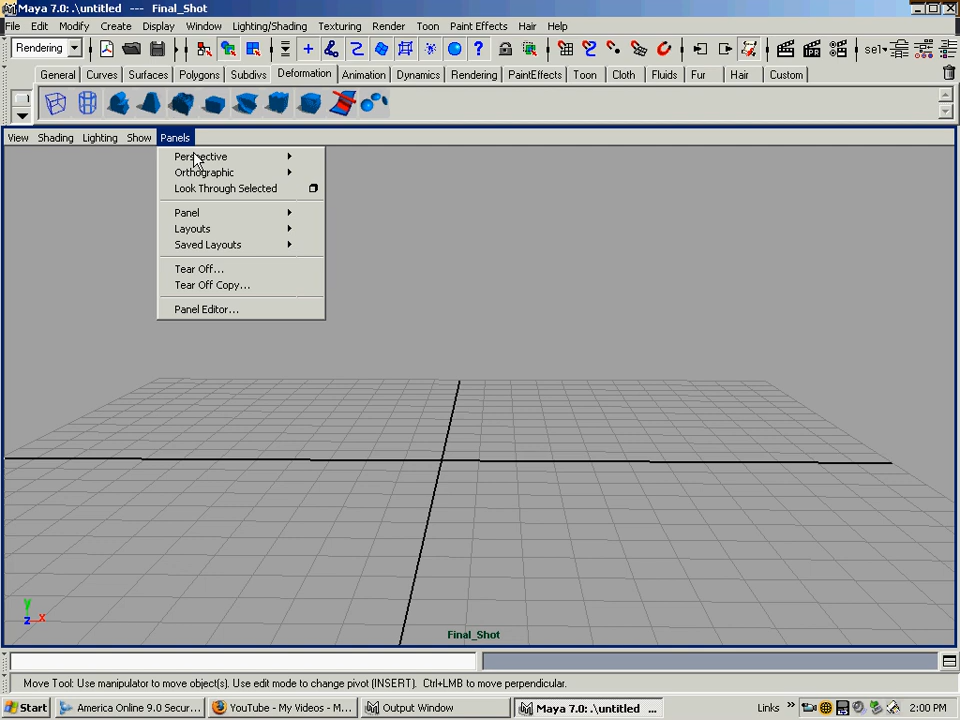 Maya 7.0: .\untitled --- Final_Shot
File Edit Modify Create Display Window Lighting/Shading Texturing Render Toon Paint Effects Hair Help
Rendering sel
General Curves Surfaces Polygons Subdivs Deformation Animation Dynamics Rendering PaintEffects Toon Cloth Fluids Fur Hair Custom
View Shading Lighting Show Panels
Perspective
Orthographic
Look Through Selected
Panel
Layouts
Saved Layouts
Tear Off...
Tear Off Copy...
Panel Editor...
y
z x
Final_Shot
Move Tool: Use manipulator to move object(s). Use edit mode to change pivot (INSERT). Ctrl+LMB to move perpendicular.
Start America Online 9.0 Secur... YouTube - My Videos - M... Output Window Maya 7.0: .\untitled ... Links » 2:00 PM